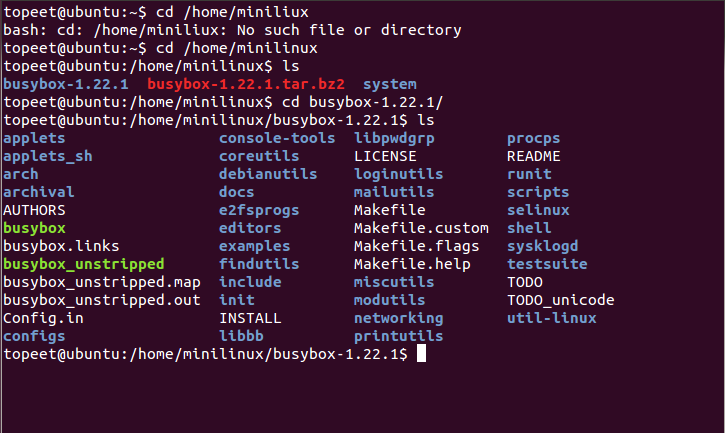 topeet@ubuntu:~$ cd /home/miniliux
bash: cd: /home/miniliux: No such file or directory
topeet@ubuntu:~$ cd /home/minilinux
topeet@ubuntu:/home/minilinux$ ls
busybox-1.22.1  busybox-1.22.1.tar.bz2  system
topeet@ubuntu:/home/minilinux$ cd busybox-1.22.1/
topeet@ubuntu:/home/minilinux/busybox-1.22.1$ ls
applets                 console-tools  libpwdgrp        procps
applets_sh              coreutils      LICENSE          README
arch                    debianutils    loginutils       runit
archival                docs           mailutils        scripts
AUTHORS                 e2fsprogs      Makefile         selinux
busybox                 editors        Makefile.custom  shell
busybox.links           examples       Makefile.flags   sysklogd
busybox_unstripped      findutils      Makefile.help    testsuite
busybox_unstripped.map  include        miscutils        TODO
busybox_unstripped.out  init           modutils         TODO_unicode
Config.in               INSTALL        networking       util-linux
configs                 libbb          printutils
topeet@ubuntu:/home/minilinux/busybox-1.22.1$